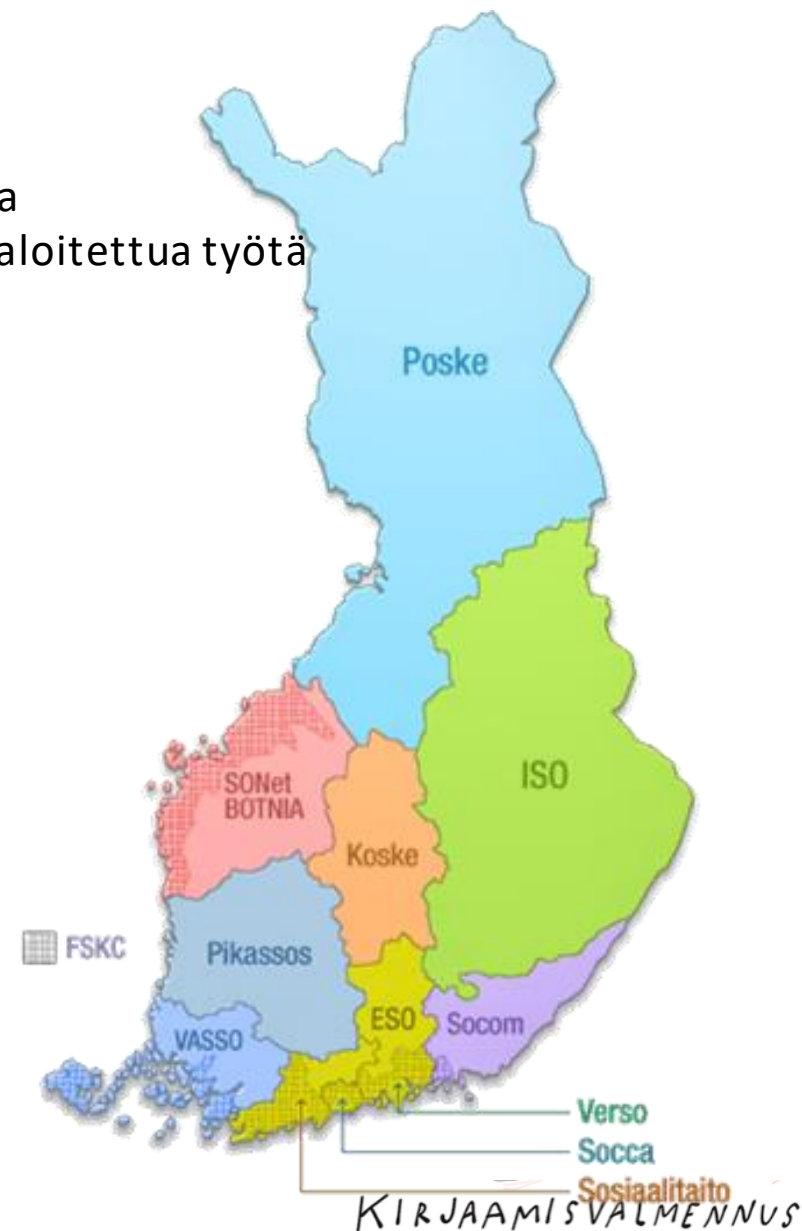 a
aloitettua työtä
Poske
ISO
SONet
BOTNIA
Koske
FSKC
Pikassos
ESO
Socom
VASSO
Verso
Socca
Sosiaalitaito
KIRJAAMISVALMENNUS